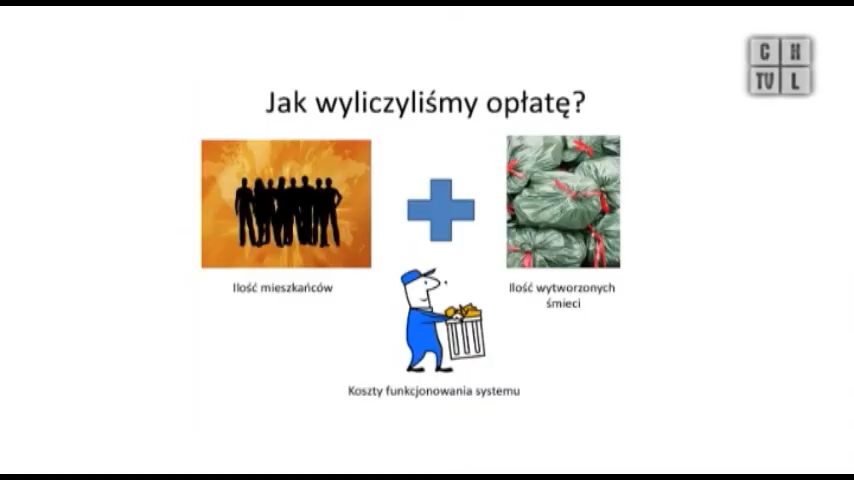 C H
TV L
Jak wyliczyliśmy opłatę?
Ilość mieszkańców
Ilość wytworzonych
śmieci
Koszty funkcjonowania systemu